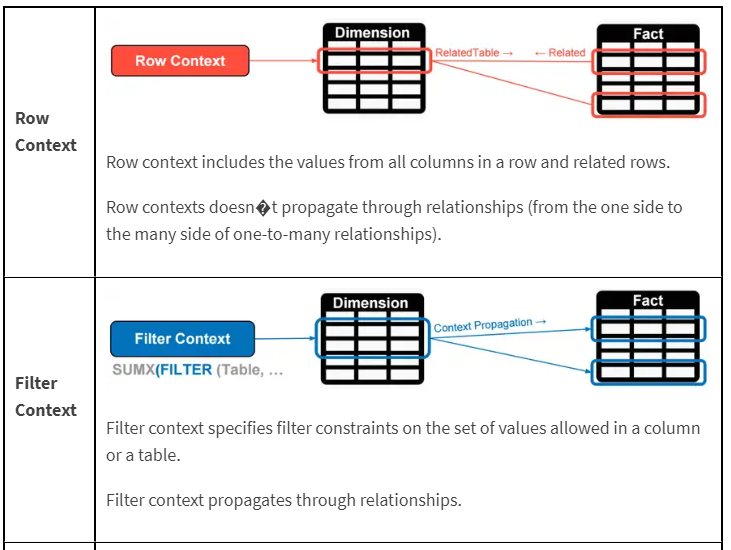 Row
Context
Row Context
Dimension
RelatedTable →
← Related
Fact
Row context includes the values from all columns in a row and related rows.
Row contexts doesn�t propagate through relationships (from the one side to
the many side of one-to-many relationships).
Filter
Context
Filter Context
SUMX(FILTER (Table, ...
Dimension
Context Propagation →
Fact
Filter context specifies filter constraints on the set of values allowed in a column
or a table.
Filter context propagates through relationships.